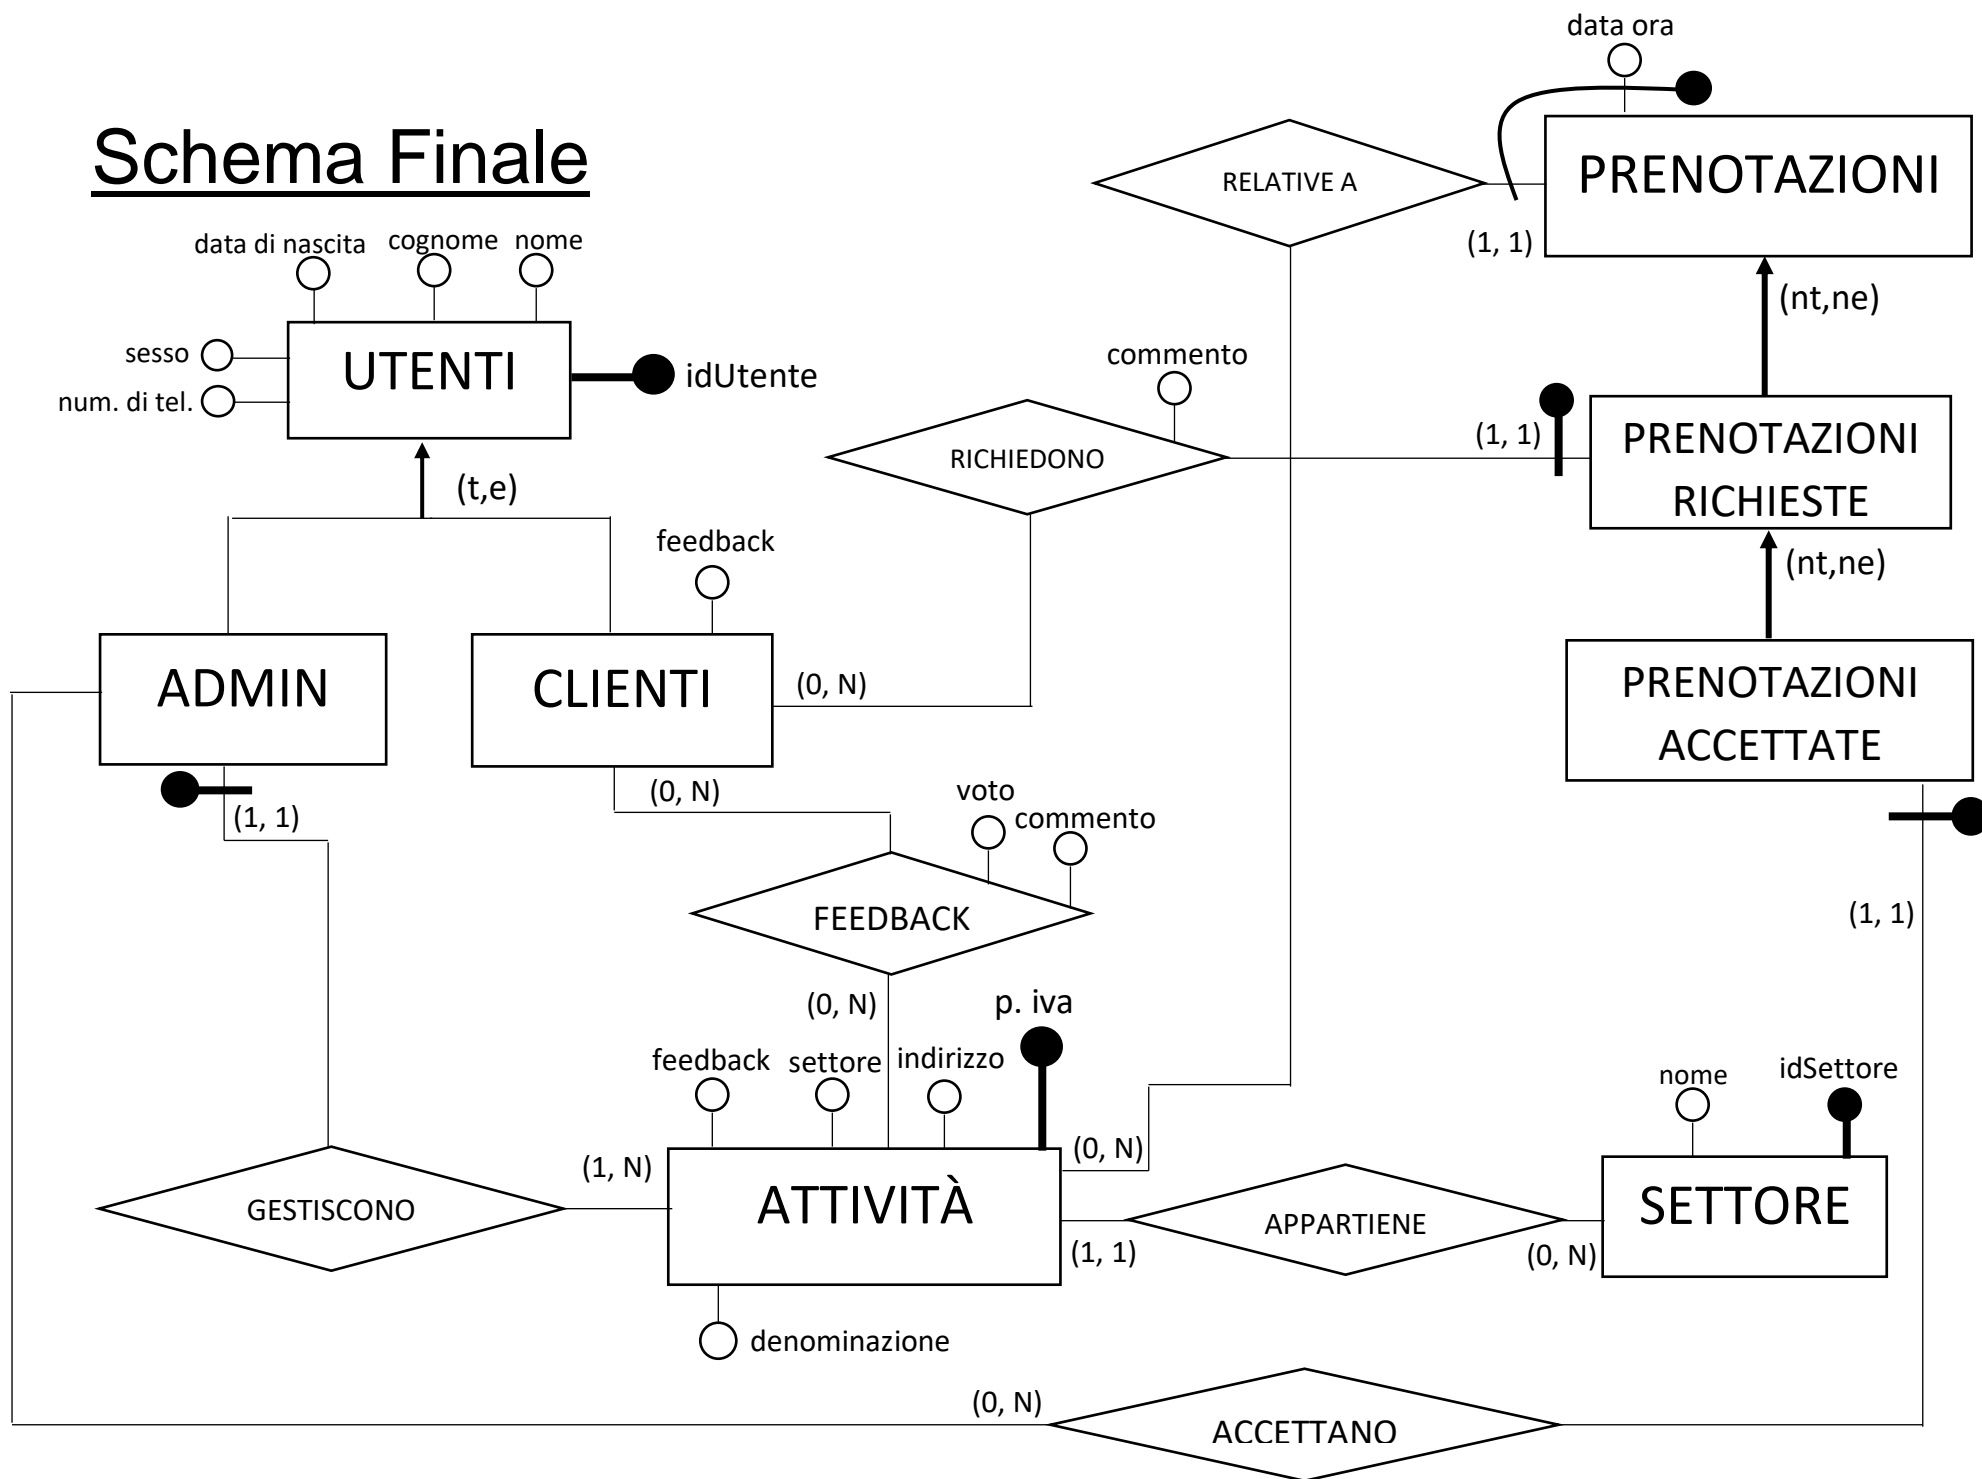 data ora
Schema Finale
PRENOTAZIONI
RELATIVE A
(1, 1)
data di nascita
cognome
nome
(nt,ne)
sesso
UTENTI
idUtente
num. di tel.
commento
(1, 1)
PRENOTAZIONI
RICHIESTE
RICHIEDONO
(t,e)
(nt,ne)
feedback
ADMIN
CLIENTI
(0, N)
PRENOTAZIONI
ACCETTATE
(1, 1)
(0, N)
voto
commento
FEEDBACK
(1, 1)
(0, N)
p. iva
feedback
settore
indirizzo
nome
idSettore
(1, N)
(0, N)
GESTISCONO
ATTIVITÀ
APPARTIENE
SETTORE
(1, 1)
(0, N)
denominazione
(0, N)
ACCETTANO